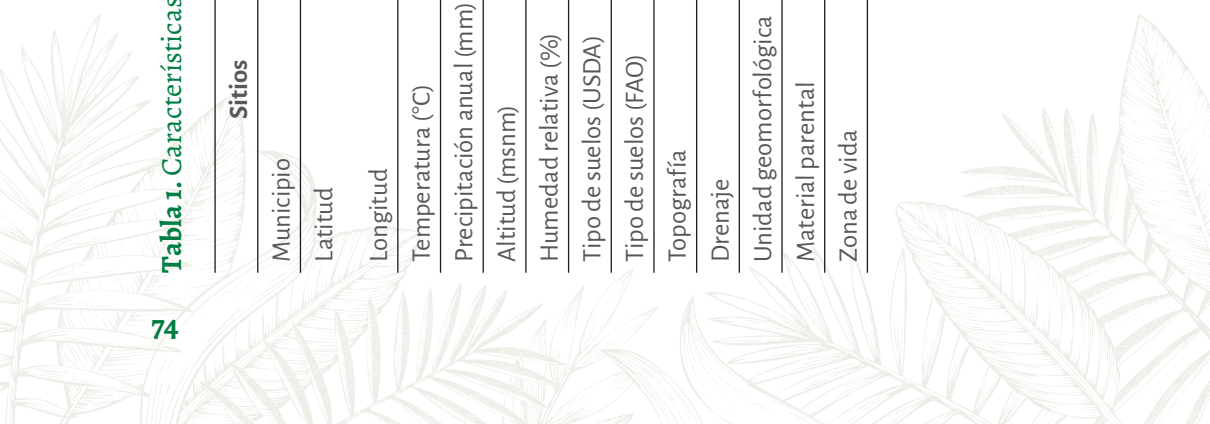 Tabla 1. Características
Sitios
Municipio
Latitud
Longitud
Temperatura (°C)
Precipitación anual (mm)
Altitud (msnm)
Humedad relativa (%)
Tipo de suelos (USDA)
Tipo de suelos (FAO)
Topografía
Drenaje
Unidad geomorfológica
Material parental
Zona de vida
74